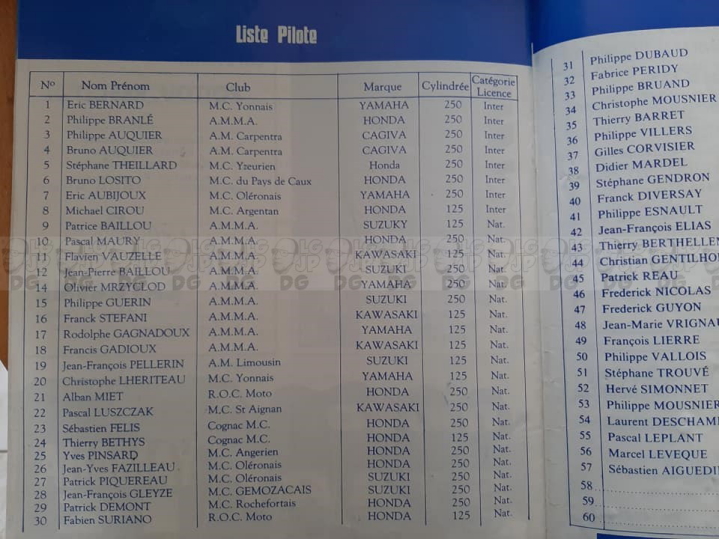 Liste Pilote
N° Nom Prénom Club Marque Cylindrée Catégorie Licence
1 Eric BERNARD M.C. Yonnais YAMAHA 250 Inter
2 Philippe BRANLÉ A.M.M.A. HONDA 250 Inter
3 Philippe AUQUIER A.M. Carpentra CAGIVA 250 Inter
4 Bruno AUQUIER A.M. Carpentra CAGIVA 250 Inter
5 Stéphane THEILLARD M.C. Yzeurien Honda 250 Inter
6 Bruno LOSITO M.C. du Pays de Caux HONDA 250 Inter
7 Eric AUBIJOUX M.C. Oléronais YAMAHA 250 Inter
8 Michael CIROU M.C. Argentan HONDA 125 Inter
9 Patrice BAILLOU A.M.M.A. SUZUKY 250 Nat.
10 Pascal MAURY A.M.M.A. HONDA 250 Nat.
11 Flavien VAUZELLE A.M.M.A. KAWASAKI 125 Nat.
12 Jean-Pierre BAILLOU A.M.M.A. SUZUKI 250 Nat.
14 Olivier MRZYCLOD A.M.M.A. YAMAHA 250 Nat.
15 Philippe GUERIN A.M.M.A. SUZUKI 250 Nat.
16 Franck STEFANI A.M.M.A. KAWASAKI 125 Nat.
17 Rodolphe GAGNADOUX A.M.M.A. YAMAHA 125 Nat.
18 Francis GADIOUX A.M.M.A. KAWASAKI 250 Nat.
19 Jean-François PELLERIN A.M. Limousin SUZUKI 125 Nat.
20 Christophe LHERITEAU M.C. Yonnais YAMAHA 125 Nat.
21 Alban MIET R.O.C. Moto HONDA 250 Nat.
22 Pascal LUSZCZAK M.C. St Aignan KAWASAKI 250 Nat.
23 Sébastien FELIS Cognac M.C. HONDA 250 Nat.
24 Thierry BETHYS Cognac M.C. HONDA 125 Nat.
25 Yves PINSARD M.C. Angerien HONDA 250 Nat.
26 Jean-Yves FAZILLEAU M.C. Oléronais HONDA 250 Nat.
27 Patrick PIQUEREAU M.C. Oléronais SUZUKI 250 Nat.
28 Jean-François GLEYZE M.C. GEMOZACAIS SUZUKI 250 Nat.
29 Patrick DEMONT M.C. Rochefortais HONDA 250 Nat.
30 Fabien SURIANO R.O.C. Moto HONDA 125 Nat.
31 Philippe DUBAUD
32 Fabrice PERIDY
33 Philippe BRUAND
34 Christophe MOUSNIER
35 Thierry BARRET
36 Philippe VILLERS
37 Gilles CORVISIER
38 Didier MARDEL
39 Stéphane GENDRON
40 Franck DIVERSAY
41 Philippe ESNAULT
42 Jean-François ELIAS
43 Thierry BERTHELLEN
44 Christian GENTILHO
45 Patrick REAU
46 Frederick NICOLAS
47 Frederick GUYON
48 Jean-Marie VRIGNAU
49 François LIERRE
50 Philippe VALLOIS
51 Stéphane TROUVÉ
52 Hervé SIMONNET
53 Philippe MOUSNIER
54 Laurent DESCHAM
55 Pascal LEPLANT
56 Marcel LEVEQUE
57 Sébastien AIGUEDI
58
59
60